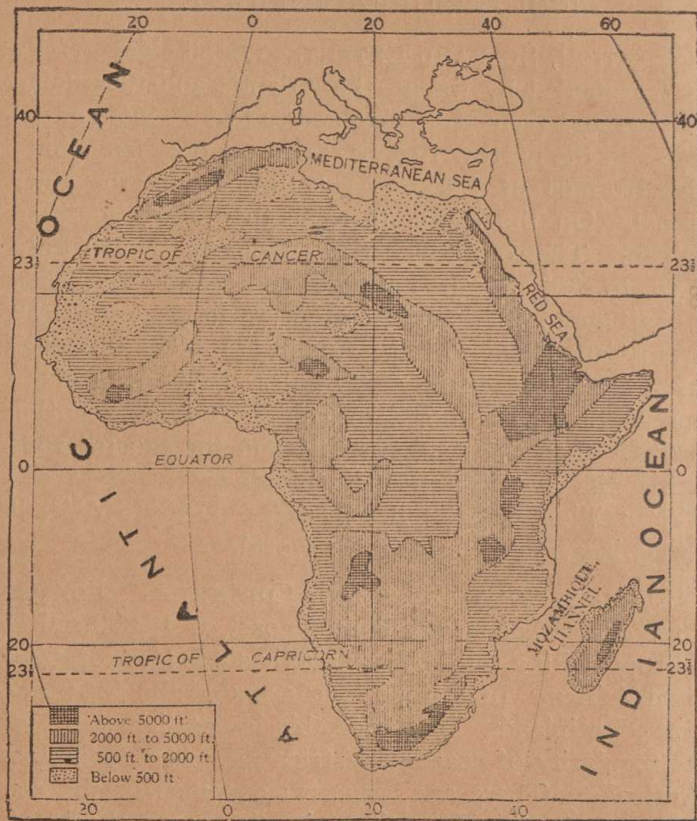 20 0 20 40 60
40 40
OCEAN
MEDITERRANEAN SEA
TROPIC OF CANCER
23½ 23½
RED SEA
ATLANTIC
EQUATOR
0 0
INDIAN OCEAN
MOZAMBIQUE
CHANNEL
20 20
TROPIC OF CAPRICORN
23½ 23½
Above 5000 ft.
2000 ft. to 5000 ft.
500 ft. to 2000 ft.
Below 500 ft.
20 0 20 40